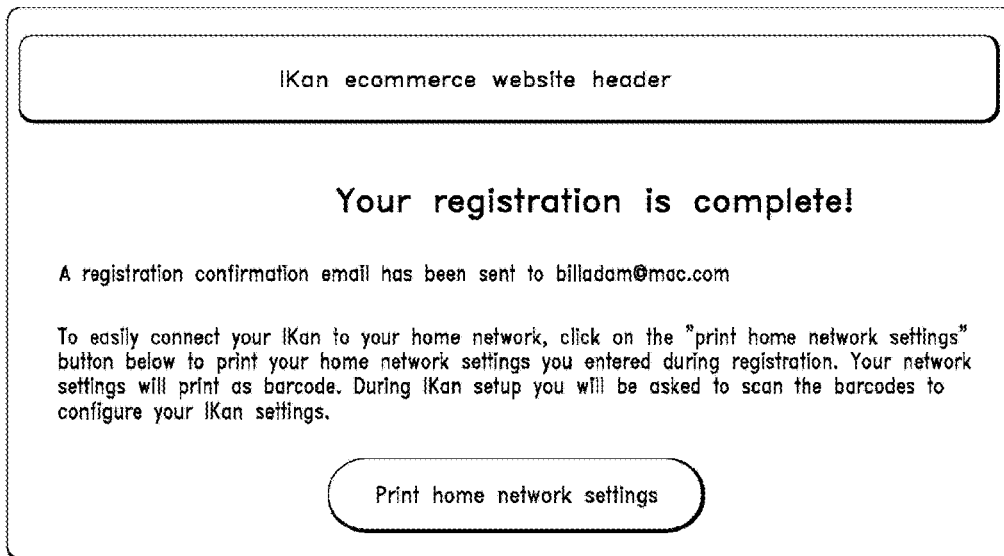 IKan ecommerce website header
Your registration is complete!
A registration confirmation email has been sent to billadam@mac.com
To easily connect your IKan to your home network, click on the "print home network settings"
button below to print your home network settings you entered during registration. Your network
settings will print as barcode. During IKan setup you will be asked to scan the barcodes to
configure your IKan settings.
Print home network settings